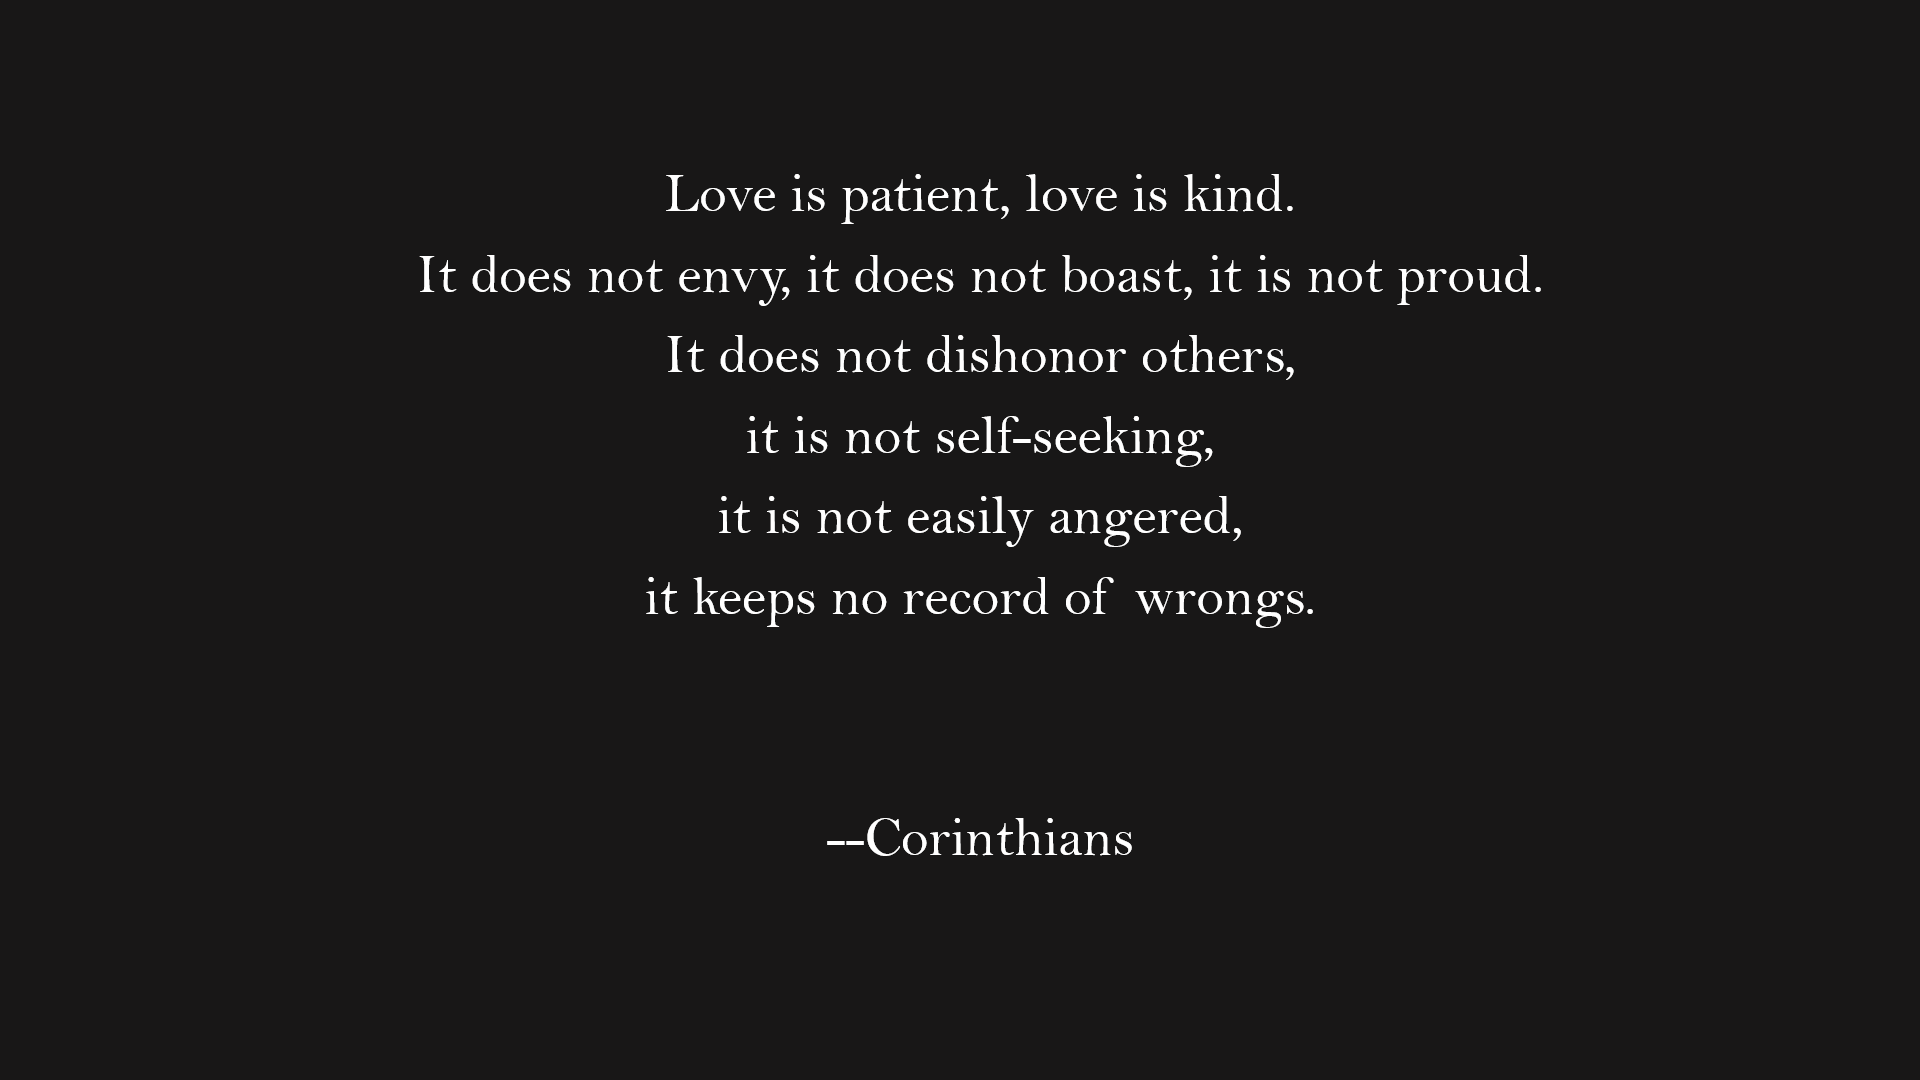 Love is patient, love is kind.
It does not envy, it does not boast, it is not proud.
It does not dishonor others,
it is not self-seeking,
it is not easily angered,
it keeps no record of  wrongs.
--Corinthians